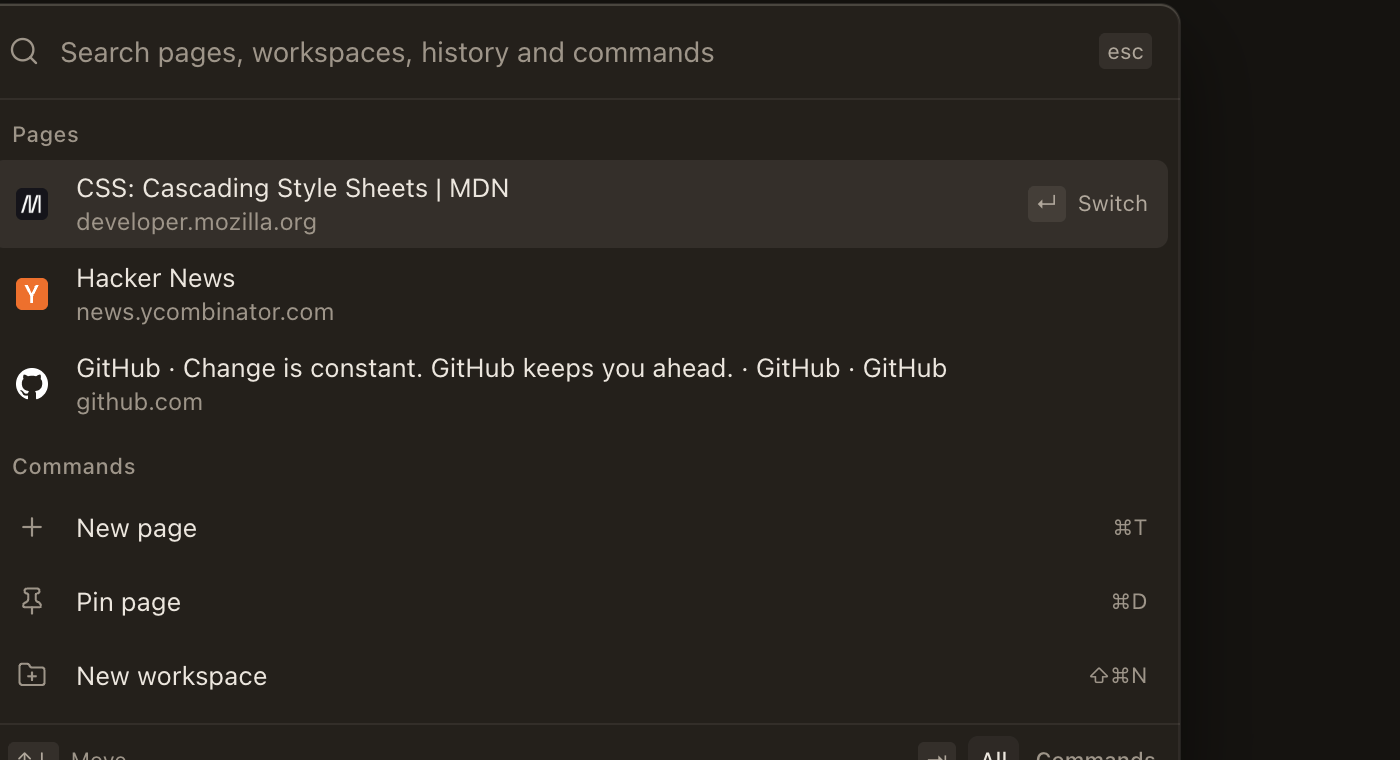 Search pages, workspaces, history and commands
esc
Pages
CSS: Cascading Style Sheets | MDN
developer.mozilla.org
Switch
Hacker News
news.ycombinator.com
GitHub · Change is constant. GitHub keeps you ahead. · GitHub · GitHub
github.com
Commands
New page
⌘T
Pin page
⌘D
New workspace
⇧⌘N
Move
All
Commands